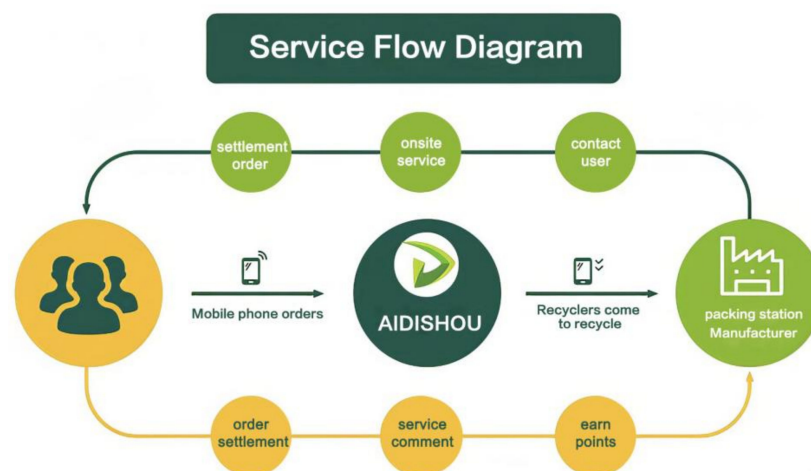 Service Flow Diagram
settlement
order
onsite
service
contact
user
Mobile phone orders
AIDISHOU
Recyclers come
to recycle
packing station
Manufacturer
order
settlement
service
comment
earn
points